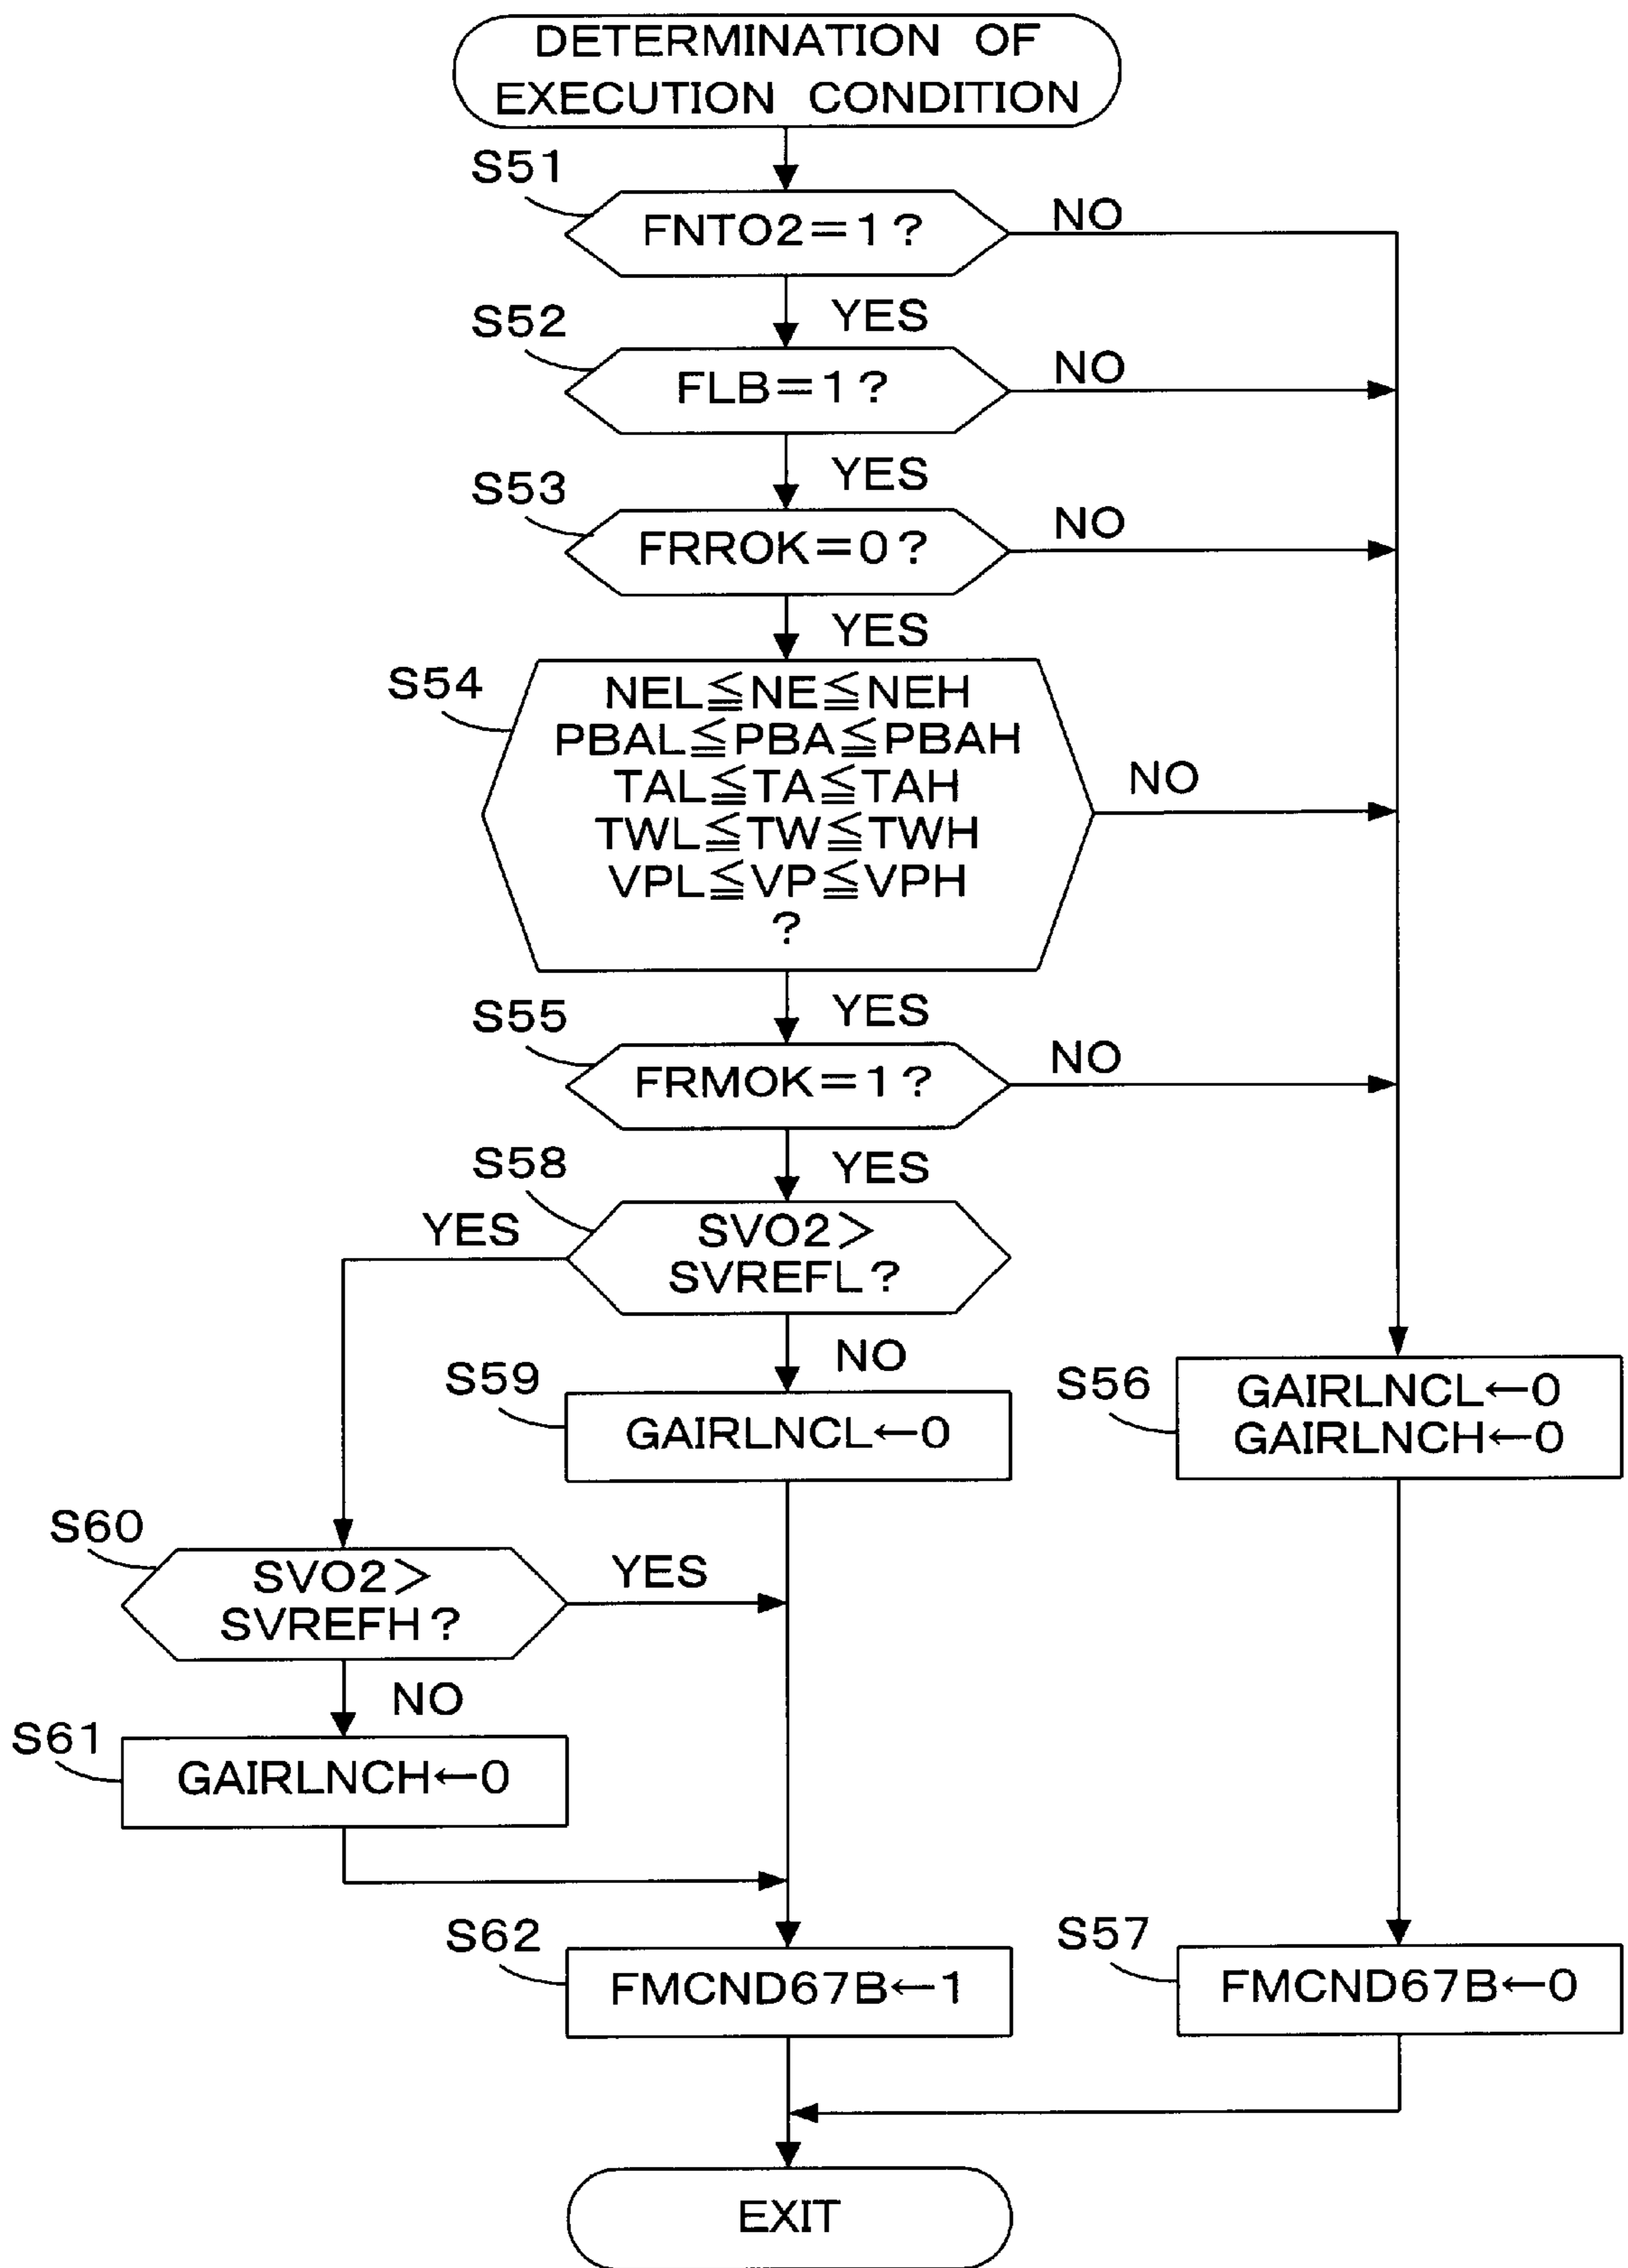 DETERMINATION OF
EXECUTION CONDITION
S51
FNTO2=1?
NO
YES
S52
FLB=1?
NO
YES
S53
FRROK=0?
NO
YES
S54
NEL≦NE≦NEH
PBAL≦PBA≦PBAH
TAL≦TA≦TAH
TWL≦TW≦TWH
VPL≦VP≦VPH
?
NO
YES
S55
FRMOK=1?
NO
YES
S58
SVO2>
SVREFL?
YES
NO
S59
GAIRLNCL←0
S56
GAIRLNCL←0
GAIRLNCH←0
S60
SVO2>
SVREFH?
YES
NO
S61
GAIRLNCH←0
S62
FMCND67B←1
S57
FMCND67B←0
EXIT